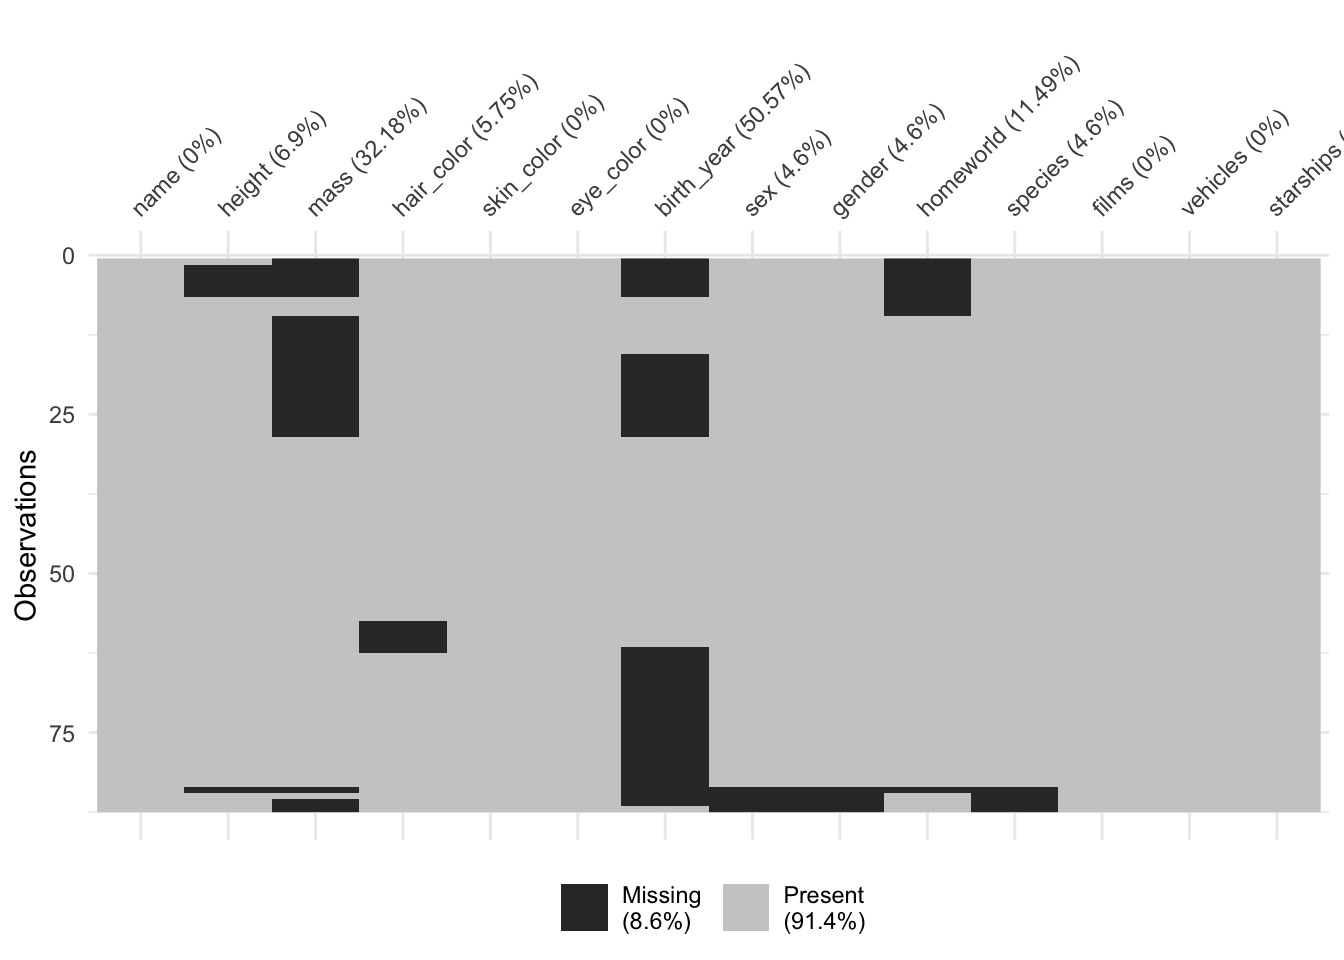 name (0%)
height (6.9%)
mass (32.18%)
hair_color (5.75%)
skin_color (0%)
eye_color (0%)
birth_year (50.57%)
sex (4.6%)
gender (4.6%)
homeworld (11.49%)
species (4.6%)
films (0%)
vehicles (0%)
starships (
0
25
50
75
Observations
Missing
(8.6%)
Present
(91.4%)